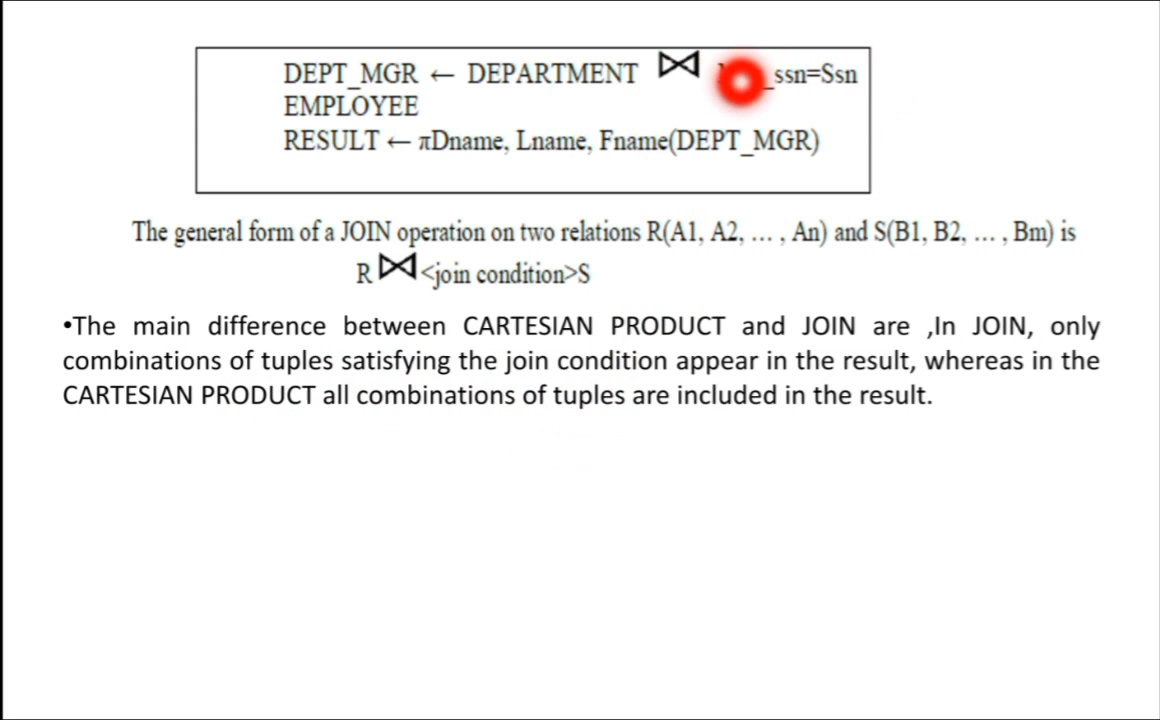 DEPT_MGR ← DEPARTMENT ⋈ _ssn=Ssn
EMPLOYEE
RESULT ← πDname, Lname, Fname(DEPT_MGR)
The general form of a JOIN operation on two relations R(A1, A2, … , An) and S(B1, B2, … , Bm) is
R ⋈ <join condition>S
•The main difference between CARTESIAN PRODUCT and JOIN are ,In JOIN, only
combinations of tuples satisfying the join condition appear in the result, whereas in the
CARTESIAN PRODUCT all combinations of tuples are included in the result.